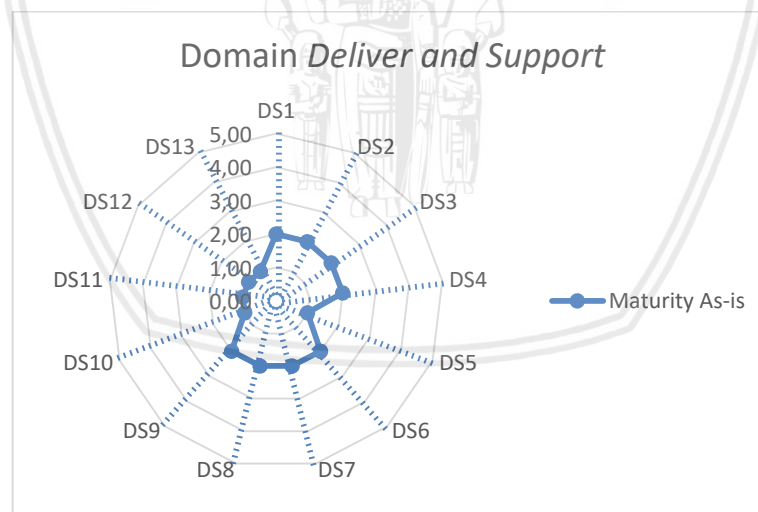 Domain Deliver and Support
DS1
DS2
DS3
DS4
DS5
DS6
DS7
DS8
DS9
DS10
DS11
DS12
DS13
5,00
4,00
3,00
2,00
1,00
0,00
Maturity As-is